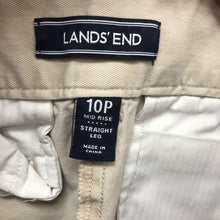 LANDS' END
10P
MID RISE
STRAIGHT
LEG
MADE IN
CHINA